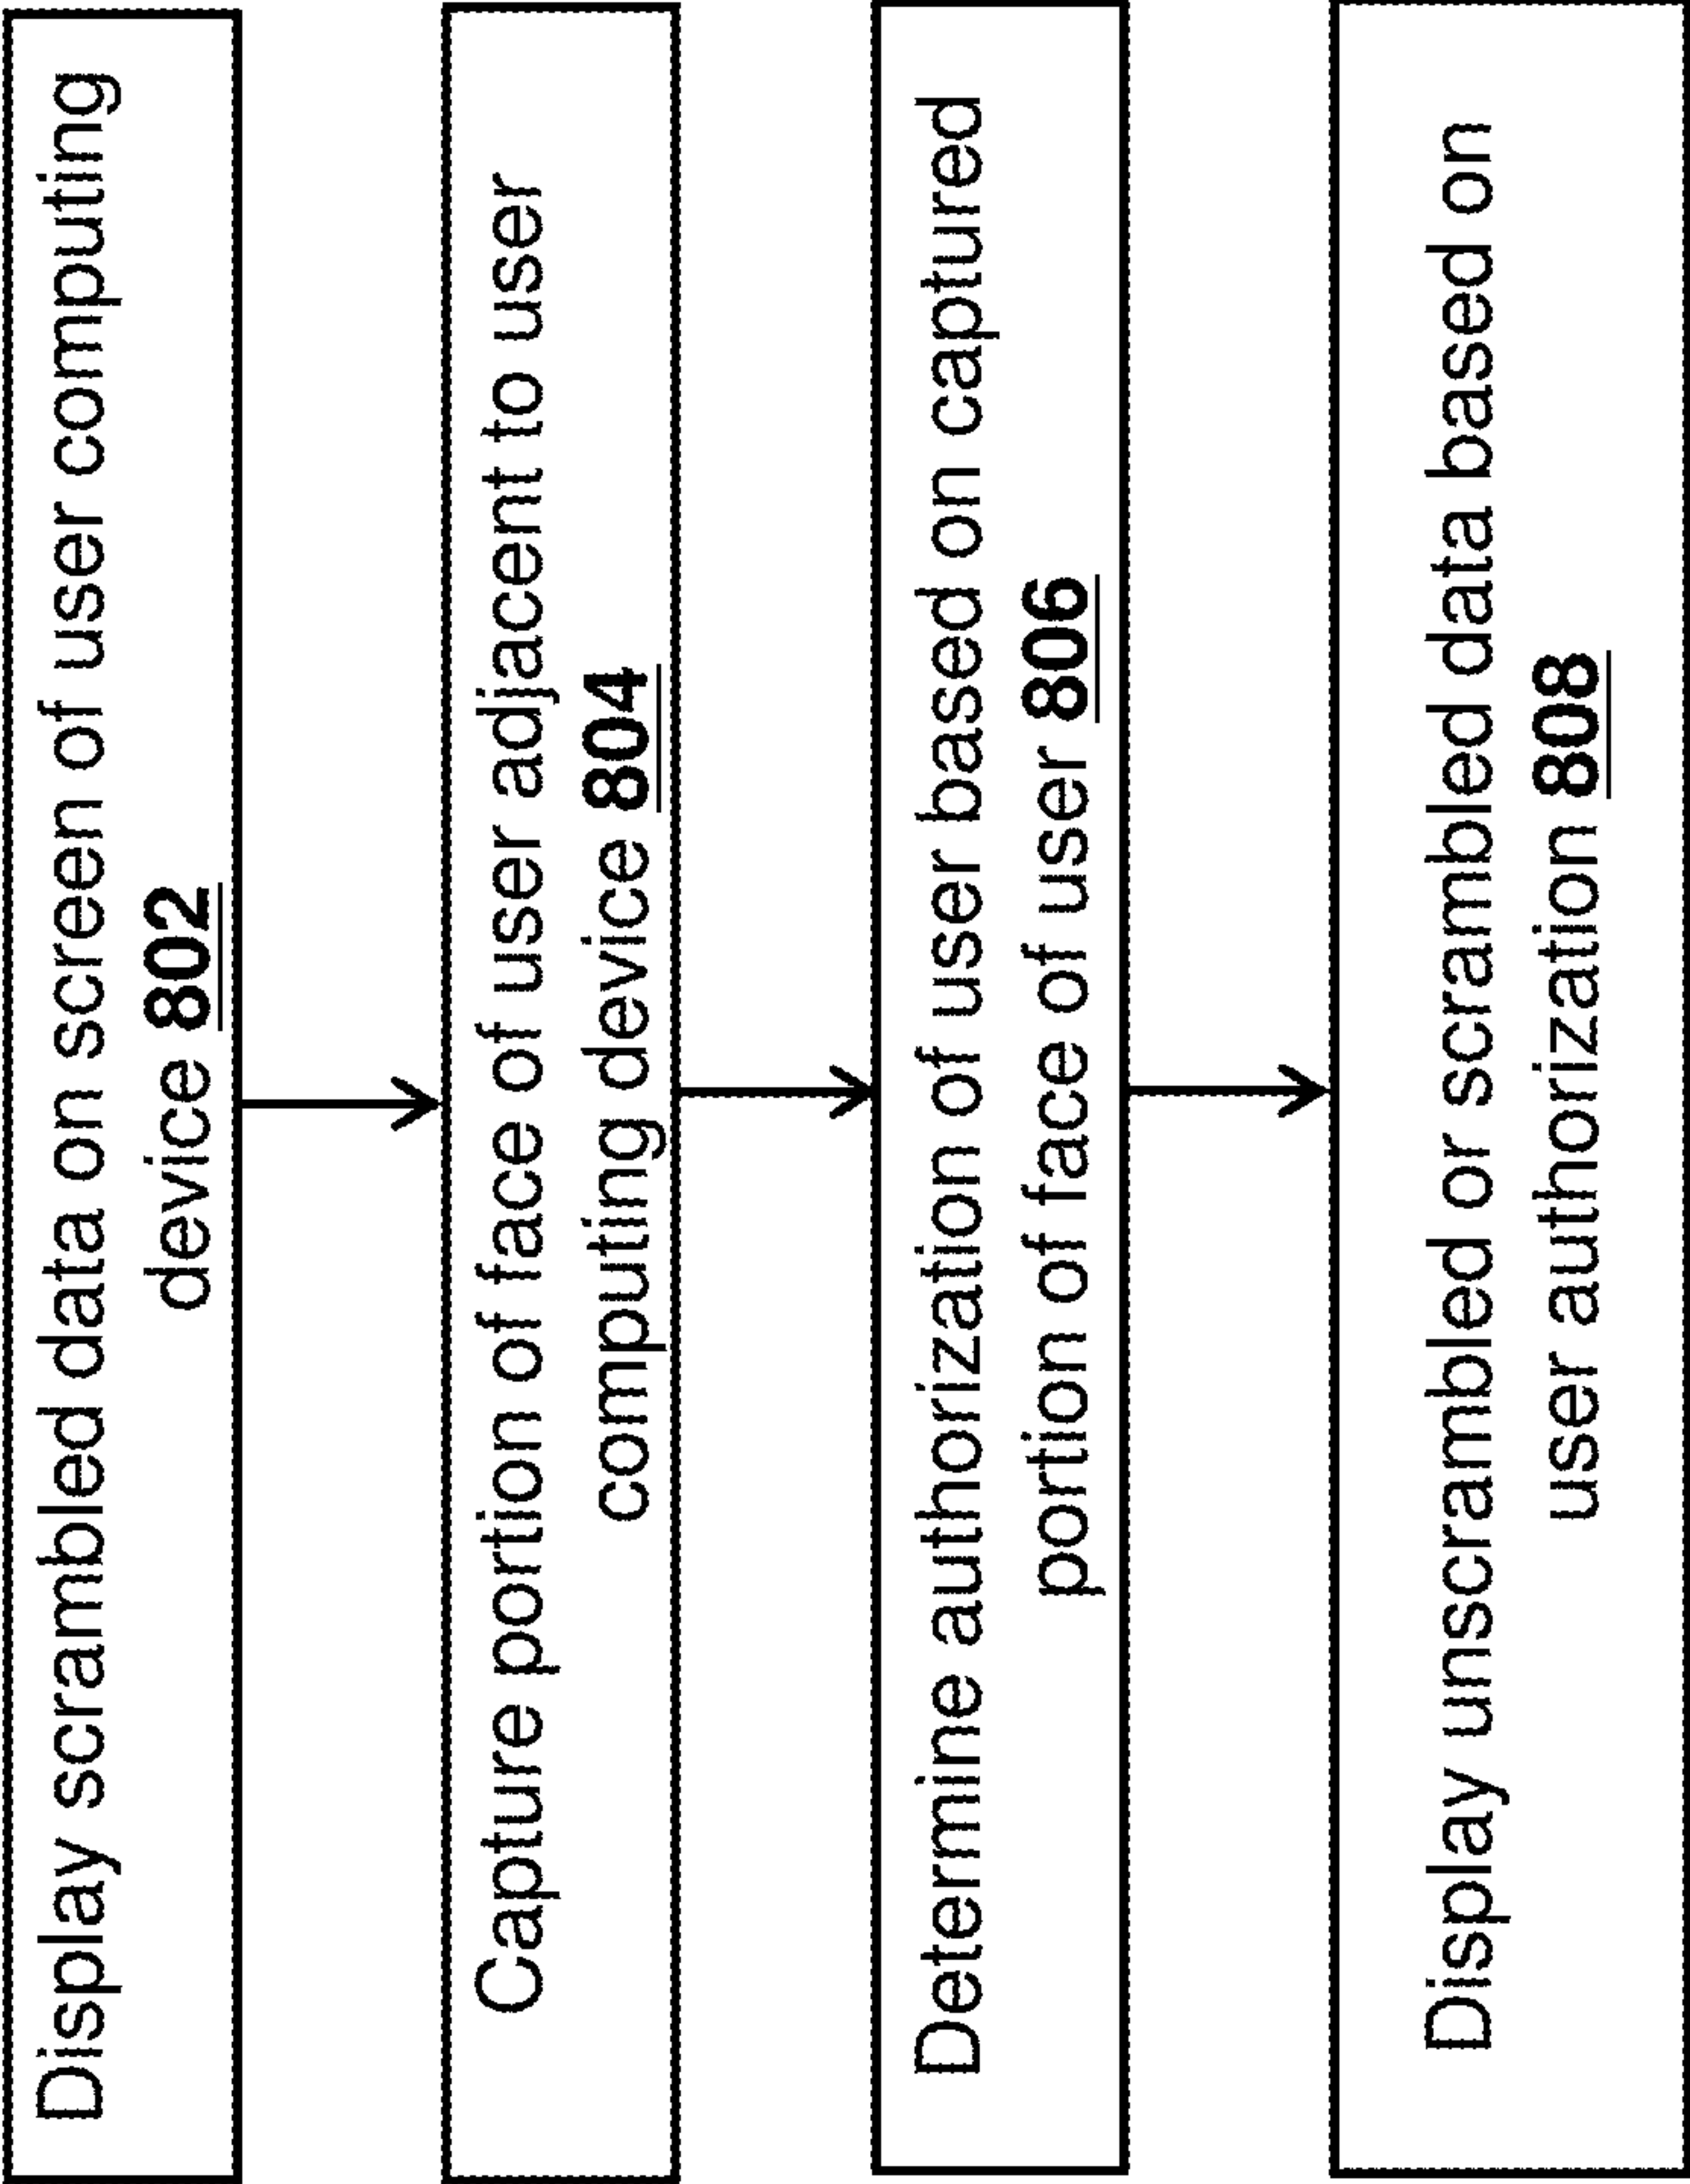 Display scrambled data on screen of user computing
device 802
Capture portion of face of user adjacent to user
computing device 804
Determine authorization of user based on captured
portion of face of user 806
Display unscrambled or scrambled data based on
user authorization 808